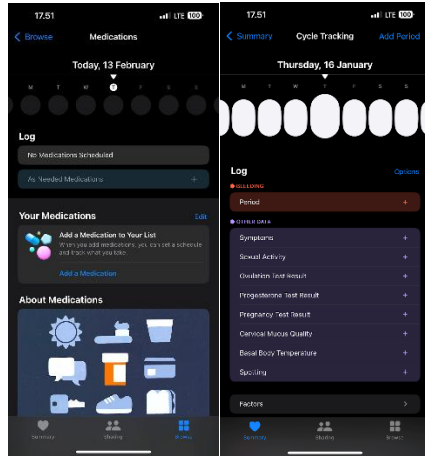 17.51
LTE 100
Browse
Medications
Today, 13 February
M T W T F S S
Log
No Medications Scheduled
As Needed Medications +
Your Medications
Edit
Add a Medication to Your List
When you add medications, you can set a schedule
and track what you take.
Add a Medication
About Medications
Summary
Sharing
Browse
17.51
LTE 100
Summary
Cycle Tracking
Add Period
Thursday, 16 January
M T W T F S S
Log
Options
BLEEDING
Period +
OTHER DATA
Symptoms +
Sexual Activity +
Ovulation Test Result +
Progesterone Test Result +
Pregnancy Test Result +
Cervical Mucus Quality +
Basal Body Temperature +
Spotting +
Factors
Summary
Sharing
Browse